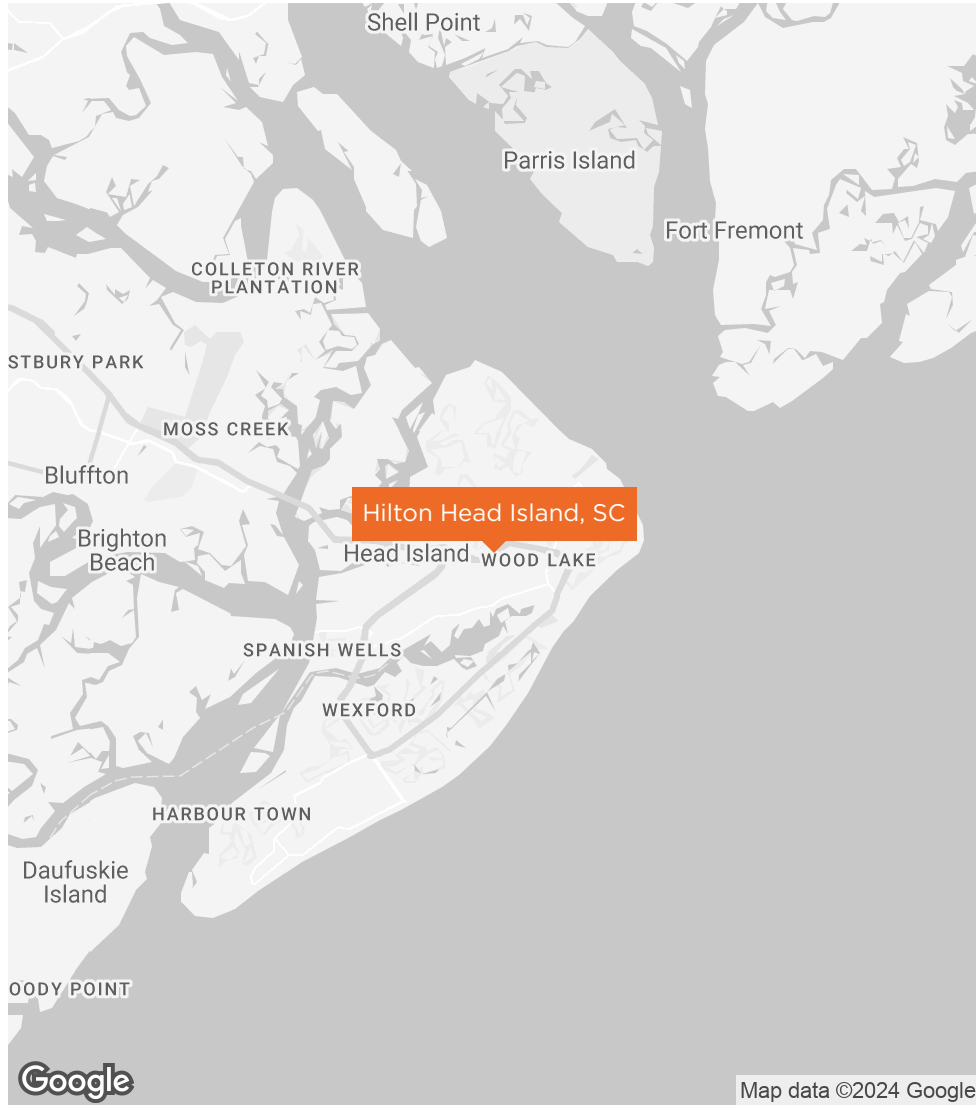 Shell Point
Parris Island
Fort Fremont
COLLETON RIVER
PLANTATION
STBURY PARK
MOSS CREEK
Bluffton
Hilton Head Island, SC
Brighton
Beach
Head Island
WOOD LAKE
SPANISH WELLS
WEXFORD
HARBOUR TOWN
Daufuskie
Island
OODY POINT
Google
Map data ©2024 Google